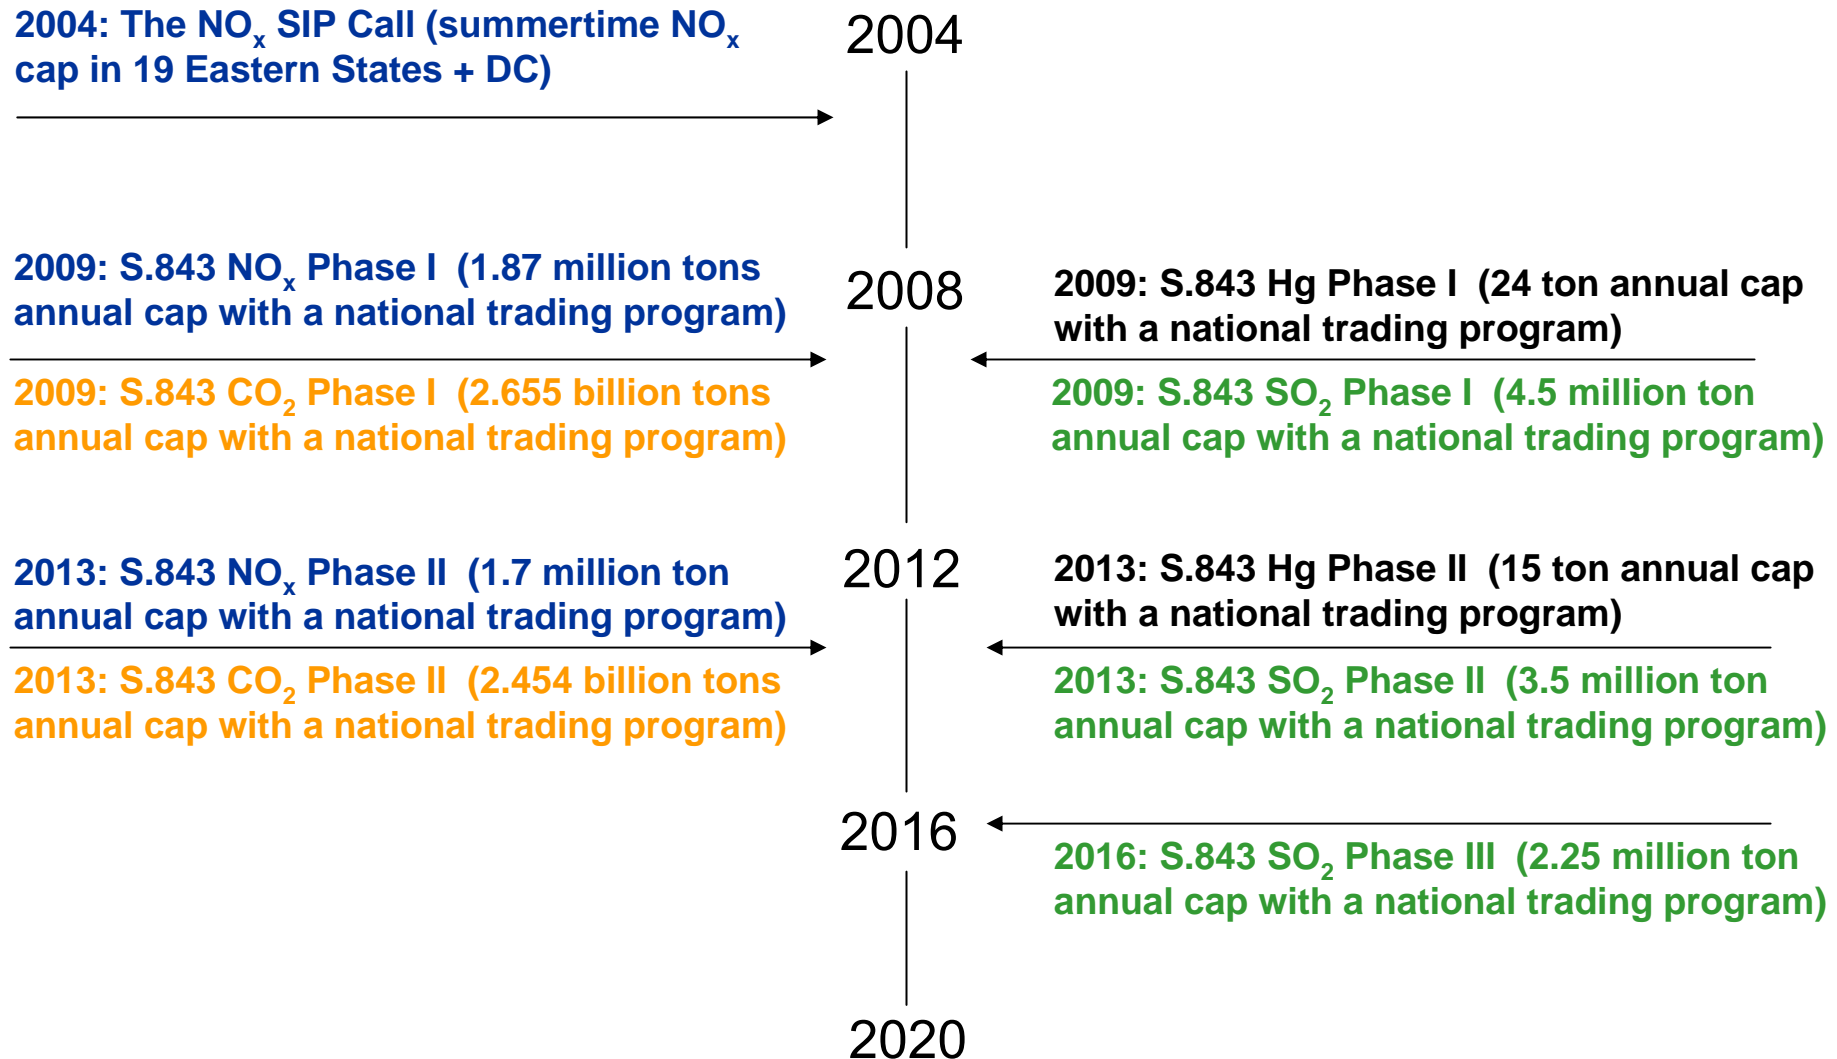 2004: The NOx SIP Call (summertime NOx
cap in 19 Eastern States + DC)
2004
2009: S.843 NOx Phase I (1.87 million tons
annual cap with a national trading program)
2008
2009: S.843 Hg Phase I (24 ton annual cap
with a national trading program)
2009: S.843 CO2 Phase I (2.655 billion tons
annual cap with a national trading program)
2009: S.843 SO2 Phase I (4.5 million ton
annual cap with a national trading program)
2013: S.843 NOx Phase II (1.7 million ton
annual cap with a national trading program)
2012
2013: S.843 Hg Phase II (15 ton annual cap
with a national trading program)
2013: S.843 CO2 Phase II (2.454 billion tons
annual cap with a national trading program)
2013: S.843 SO2 Phase II (3.5 million ton
annual cap with a national trading program)
2016
2016: S.843 SO2 Phase III (2.25 million ton
annual cap with a national trading program)
2020